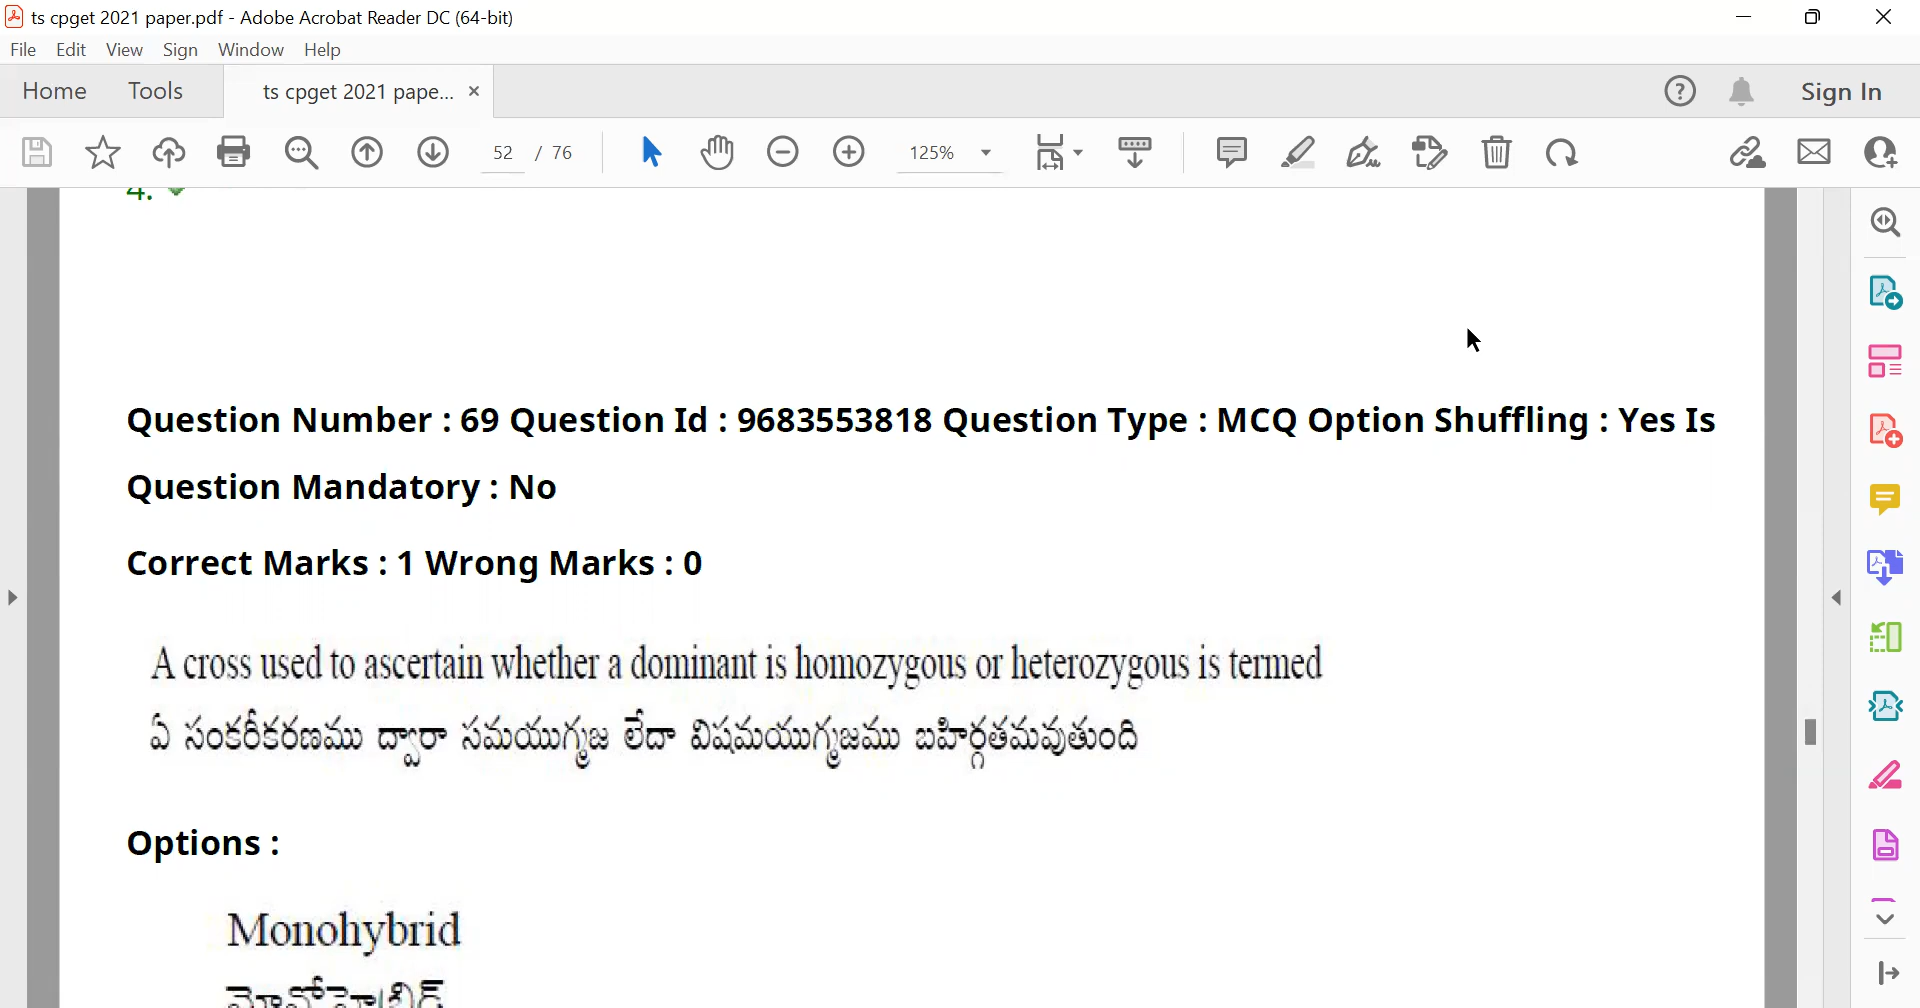 ts cpget 2021 paper.pdf - Adobe Acrobat Reader DC (64-bit)
File Edit View Sign Window Help
Home Tools ts cpget 2021 pape... × Sign In
52 / 76 125%
4.
Question Number : 69 Question Id : 9683553818 Question Type : MCQ Option Shuffling : Yes Is
Question Mandatory : No
Correct Marks : 1 Wrong Marks : 0
A cross used to ascertain whether a dominant is homozygous or heterozygous is termed
ఏ సంకరీకరణము ద్వారా సమయుగ్మజ లేదా విషమయుగ్మజము బహిర్గతమవుతుంది
Options :
Monohybrid
మోనోహైబ్రిడ్